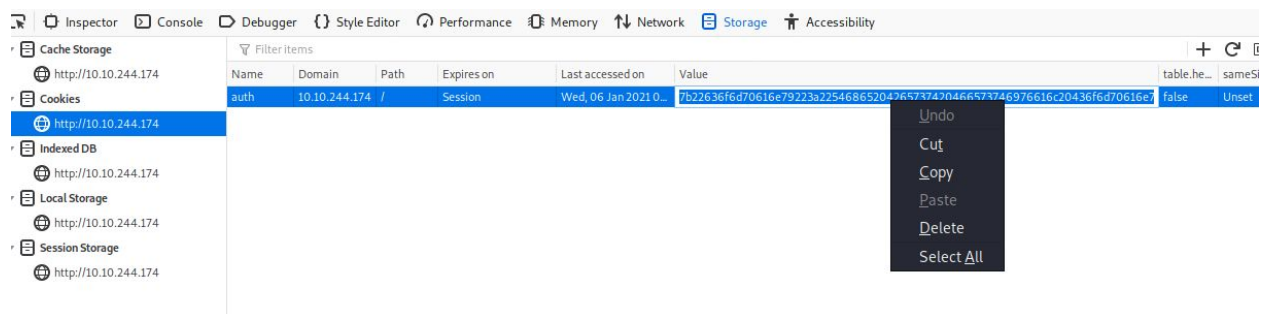 Inspector Console Debugger Style Editor Performance Memory Network Storage Accessibility
Cache Storage
http://10.10.244.174
Cookies
http://10.10.244.174
Indexed DB
http://10.10.244.174
Local Storage
http://10.10.244.174
Session Storage
http://10.10.244.174
Filter items
Name Domain Path Expires on Last accessed on Value table.he... sameSi
auth 10.10.244.174 / Session Wed, 06 Jan 2021 0... 7b22636f6d70616e79223a22546865204265737420466573746976616c20436f6d70616e7 false Unset
Undo
Cut
Copy
Paste
Delete
Select All